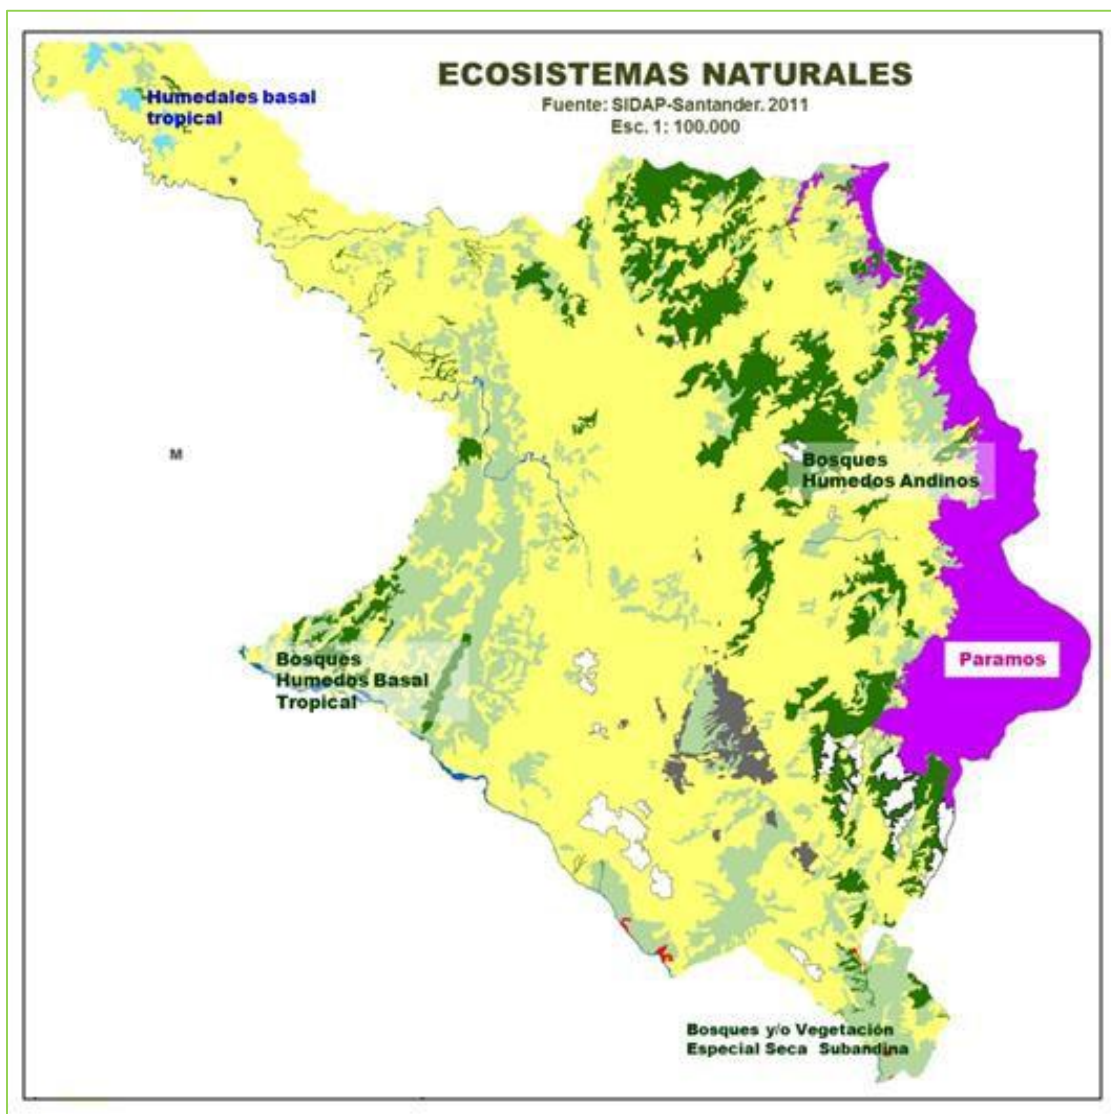 ECOSISTEMAS NATURALES
Fuente: SIDAP-Santander. 2011
Esc. 1: 100.000
Humedales basal
tropical
M
Bosques
Humedos Andinos
Bosques
Humedos Basal
Tropical
Paramos
Bosques y/o Vegetación
Especial Seca Subandina